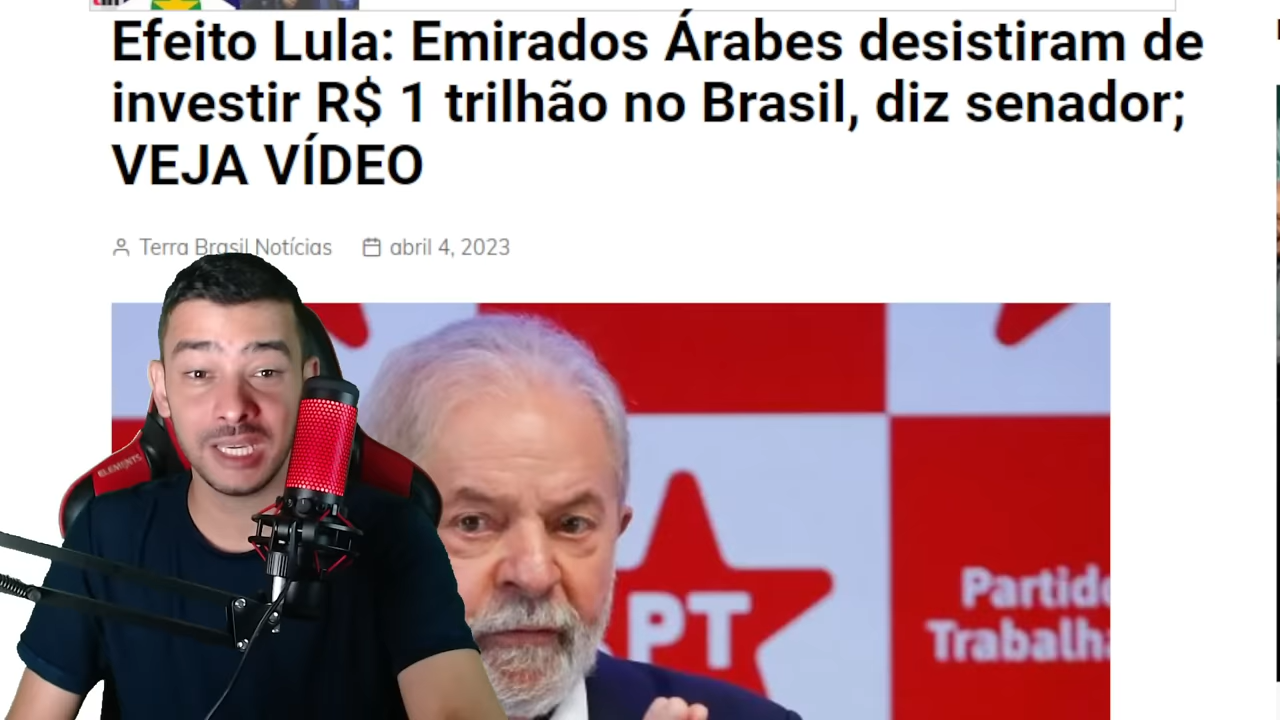 Efeito Lula: Emirados Árabes desistiram de
investir R$ 1 trilhão no Brasil, diz senador;
VEJA VÍDEO
Terra Brasil Notícias abril 4, 2023
ELEMENTS
PT
Partido
Trabalha